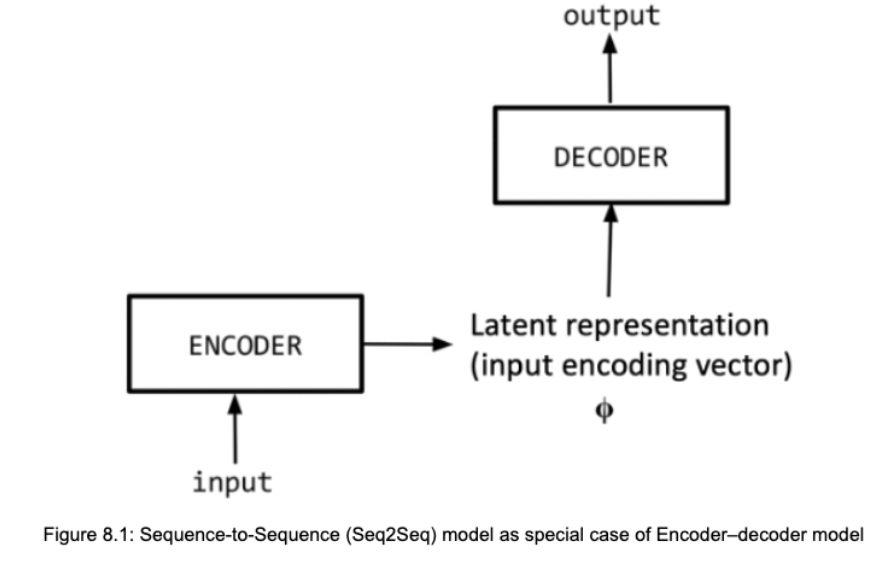 output
DECODER
ENCODER
Latent representation
(input encoding vector)
ϕ
input
Figure 8.1: Sequence-to-Sequence (Seq2Seq) model as special case of Encoder–decoder model